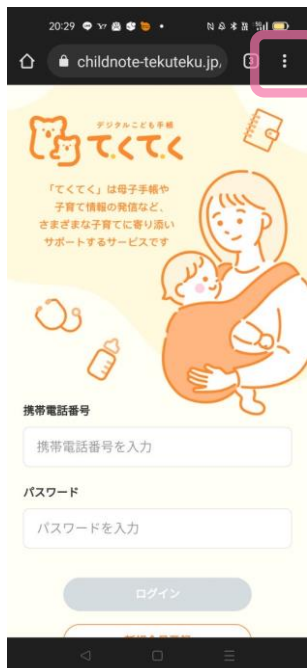 20:29
childnote-tekuteku.jp/
3
デジタルこども手帳
てくてく
「てくてく」は母子手帳や
子育て情報の発信など、
さまざまな子育てに寄り添い
サポートするサービスです
携帯電話番号
携帯電話番号を入力
パスワード
パスワードを入力
ログイン